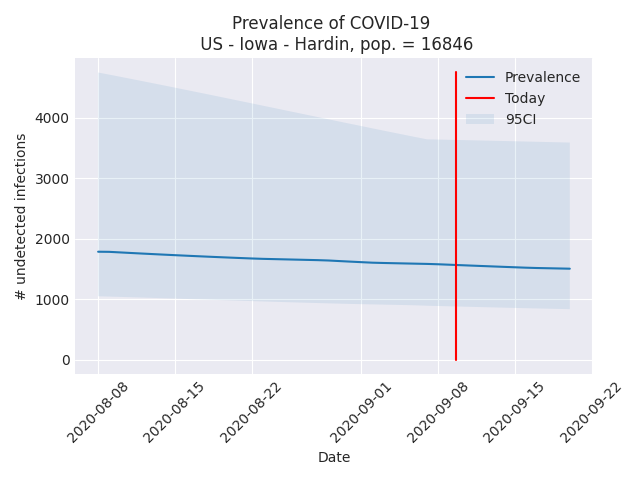 Prevalence of COVID-19
US - Iowa - Hardin, pop. = 16846
Prevalence
Today
95CI
# undetected infections
4000
3000
2000
1000
0
2020-08-08
2020-08-15
2020-08-22
2020-09-01
2020-09-08
2020-09-15
2020-09-22
Date